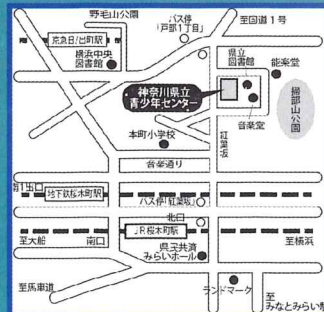 野毛山公園
バス停
「戸部1丁目」
至国道1号
京急日ノ出町駅
横浜中央
図書館
県立
図書館
能楽堂
神奈川県立
青少年センター
掃部山公園
音楽堂
本町小学校
紅葉坂
音楽通り
南1出口
地下鉄桜木町駅
バス停「紅葉坂」
北口
JR桜木町駅
至大船
南口
至横浜
県民共済
みらいホール
至馬車道
ランドマーク
至
みなとみらい駅